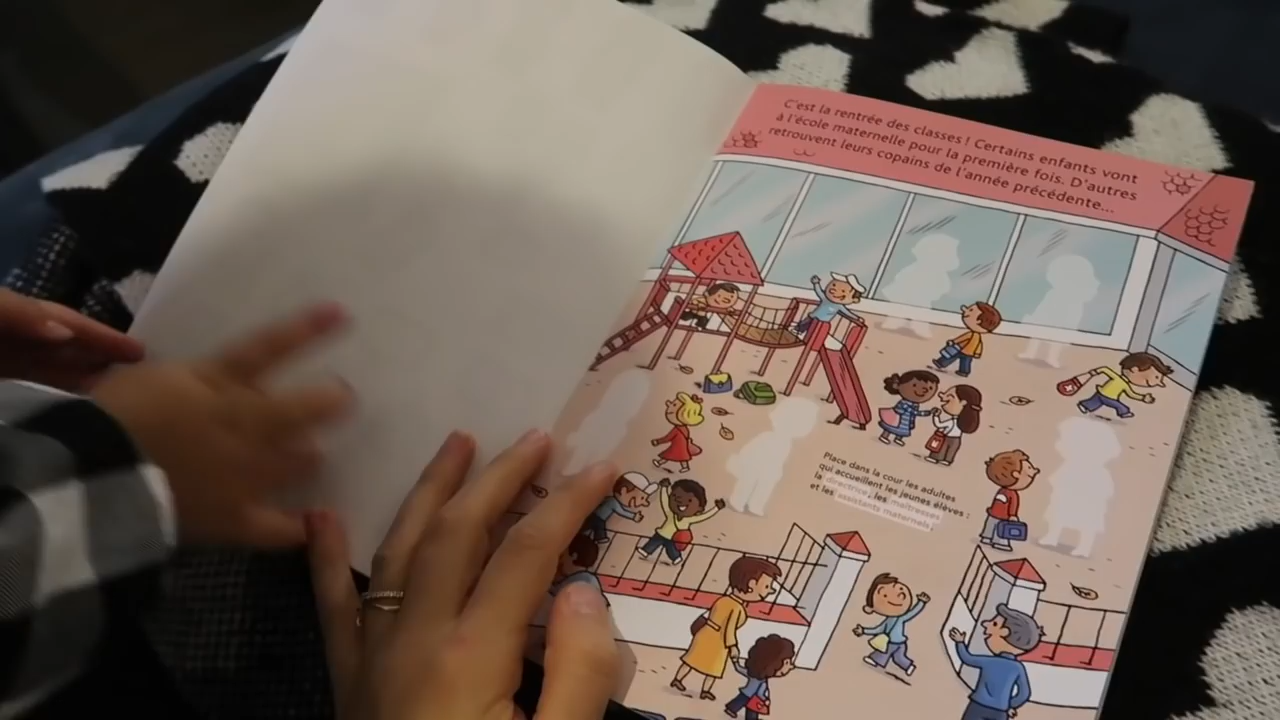 C'est la rentrée des classes ! Certains enfants vont
à l'école maternelle pour la première fois. D'autres
retrouvent leurs copains de l'année précédente...
Place dans la cour les adultes
qui accueillent les jeunes élèves :
la directrice, les maîtresses
et les assistants maternels.